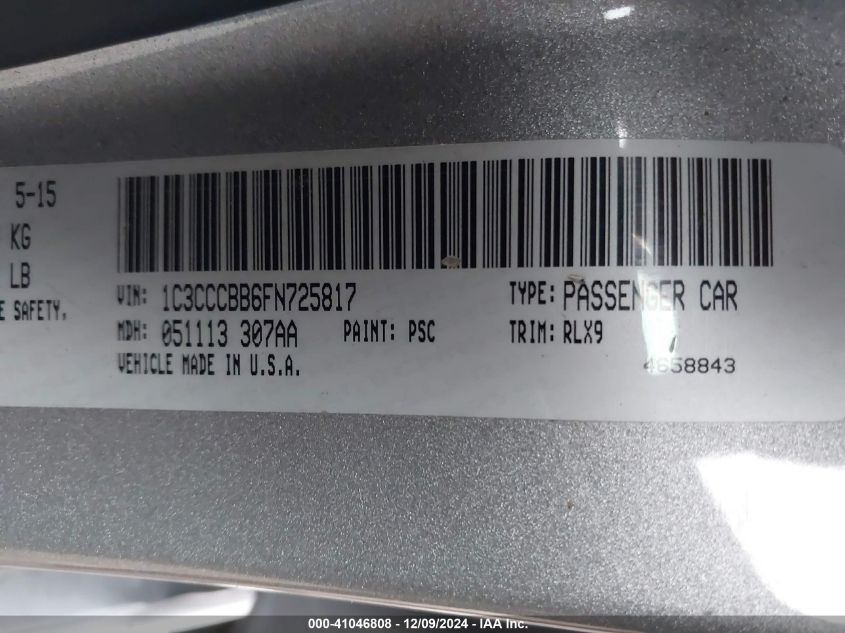 5-15
KG
LB
E SAFETY.
VIN: 1C3CCCBB6FN725817 TYPE: PASSENGER CAR
MDH: 051113 307AA PAINT: PSC TRIM: RLX9
VEHICLE MADE IN U.S.A. 4658843
000-41046808 - 12/09/2024 - IAA Inc.